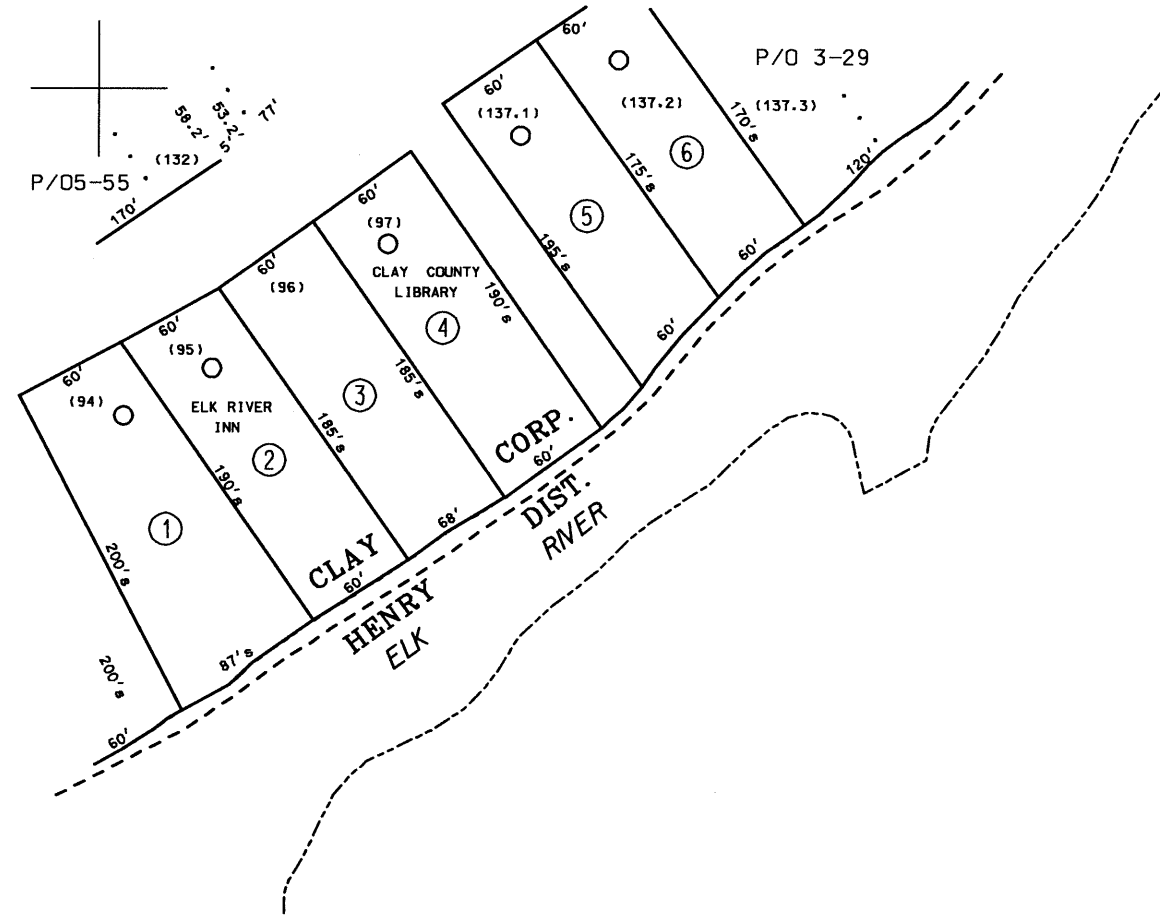 60'
P/O 3-29
60'
(137.1)
(137.2)
(137.3)
170's
120'
58.2'
53.2'
5'
77'
(132)
P/O5-55
170'
60'
(97)
CLAY COUNTY
LIBRARY
4
190's
5
195's
175's
6
60'
60'
60'
(96)
3
185's
60'
(95)
ELK RIVER
INN
2
185's
60'
(94)
1
190's
200's
200's
60'
87's
60'
68'
60'
CLAY CORP.
HENRY DIST.
ELK RIVER